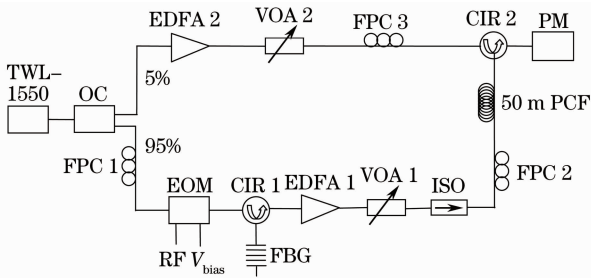 EDFA 2
VOA 2
FPC 3
CIR 2
PM
TWL–
1550
OC
5%
95%
50 m PCF
FPC 1
FPC 2
EOM
CIR 1
EDFA 1
VOA 1
ISO
RF
Vbias
FBG